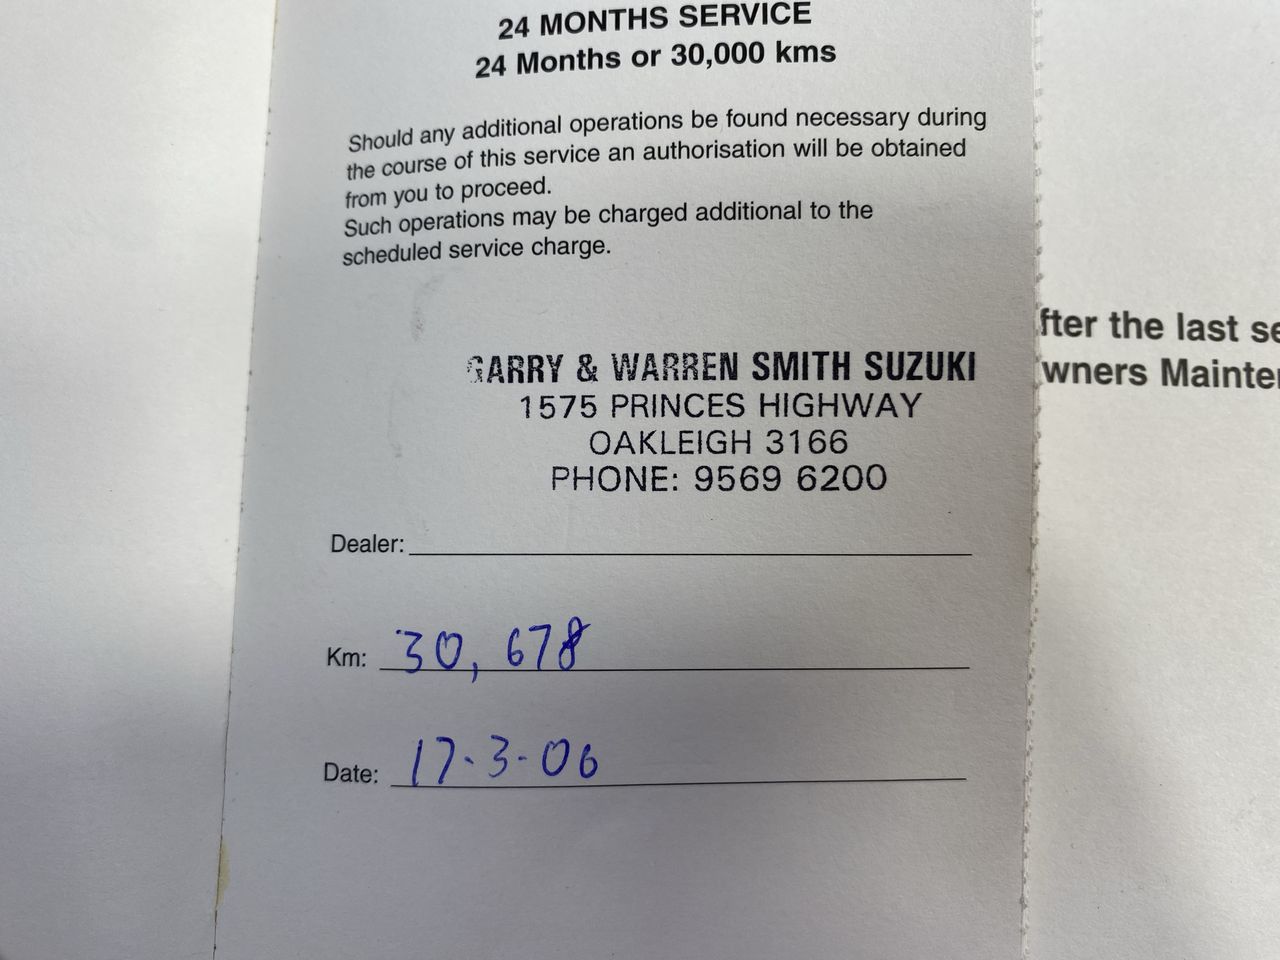 24 MONTHS SERVICE
24 Months or 30,000 kms
Should any additional operations be found necessary during
the course of this service an authorisation will be obtained
from you to proceed.
Such operations may be charged additional to the
scheduled service charge.
GARRY & WARREN SMITH SUZUKI
1575 PRINCES HIGHWAY
OAKLEIGH 3166
PHONE: 9569 6200
Dealer:
Km: 30,678
Date: 17-3-06
fter the last se
wners Mainte